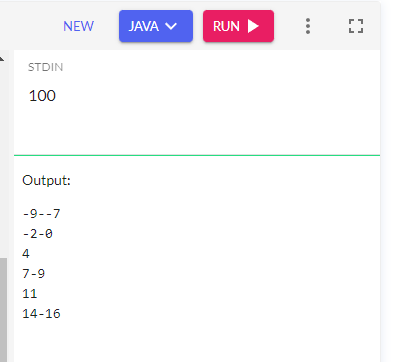 NEW JAVA RUN
STDIN
100
Output:
-9--7
-2-0
4
7-9
11
14-16